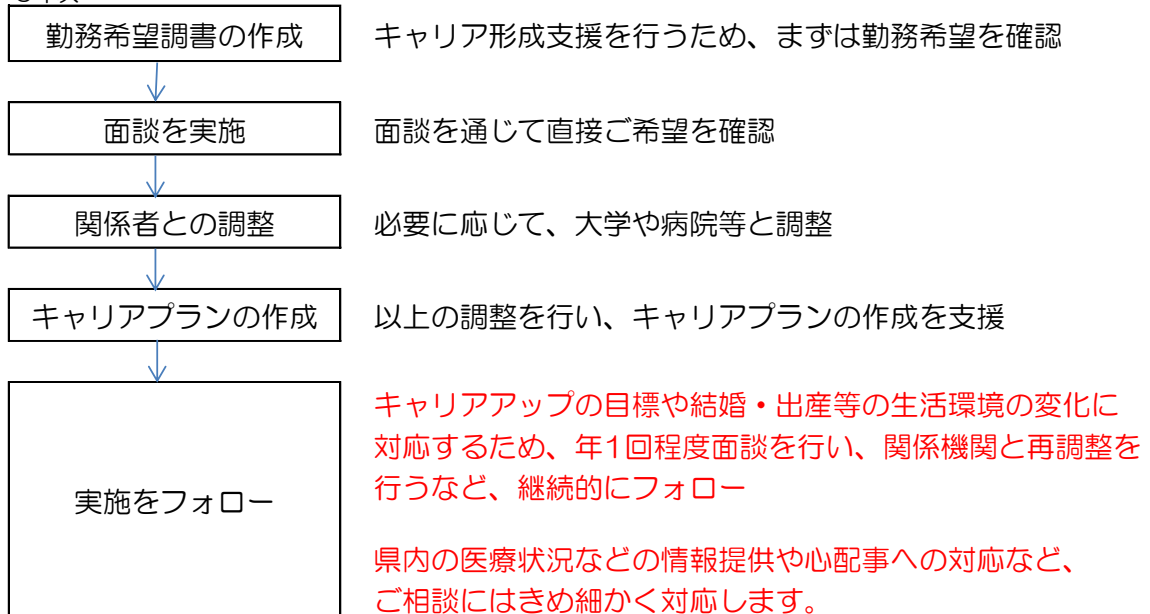 勤務希望調書の作成
キャリア形成支援を行うため、まずは勤務希望を確認
面談を実施
面談を通じて直接ご希望を確認
関係者との調整
必要に応じて、大学や病院等と調整
キャリアプランの作成
以上の調整を行い、キャリアプランの作成を支援
実施をフォロー
キャリアアップの目標や結婚・出産等の生活環境の変化に
対応するため、年1回程度面談を行い、関係機関と再調整を
行うなど、継続的にフォロー
県内の医療状況などの情報提供や心配事への対応など、
ご相談にはきめ細かく対応します。